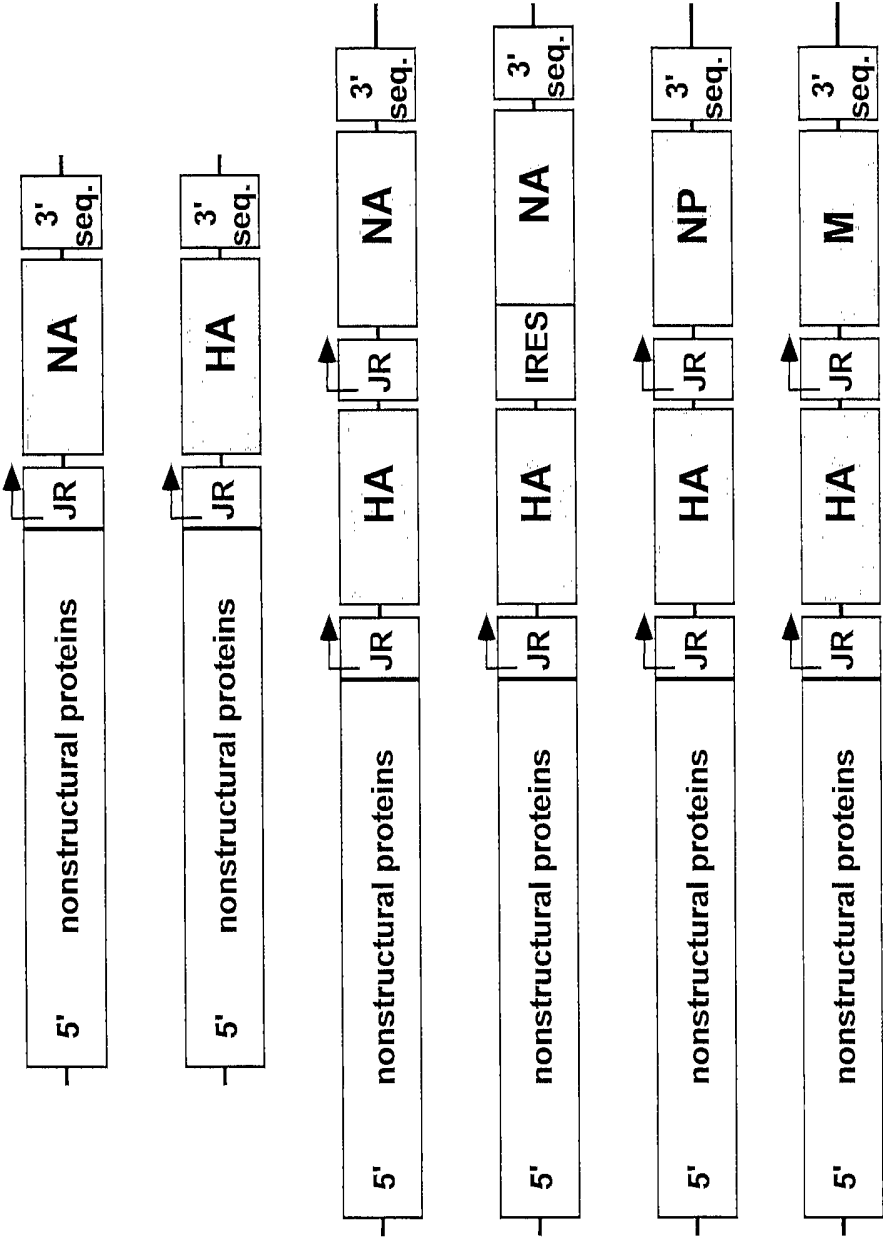 5' nonstructural proteins JR NA 3'
seq.
5' nonstructural proteins JR HA 3'
seq.
5' nonstructural proteins JR HA JR NA 3'
seq.
5' nonstructural proteins JR HA IRES NA 3'
seq.
5' nonstructural proteins JR HA JR NP 3'
seq.
5' nonstructural proteins JR HA JR M 3'
seq.